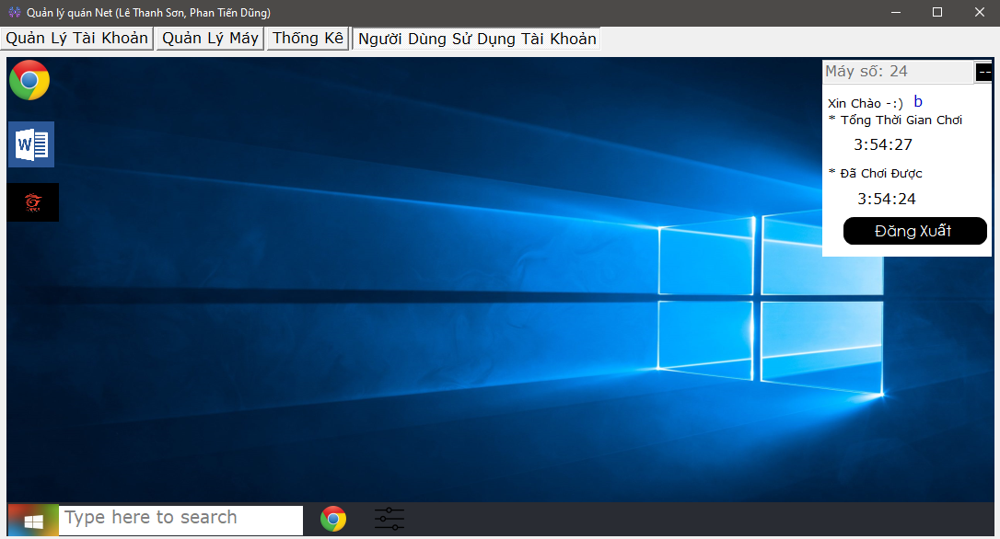 Quản lý quán Net (Lê Thanh Sơn, Phan Tiến Dũng)
Quản Lý Tài Khoản Quản Lý Máy Thống Kê Người Dùng Sử Dụng Tài Khoản
Máy số: 24 --
Xin Chào -:) b
* Tổng Thời Gian Chơi
3:54:27
* Đã Chơi Được
3:54:24
Đăng Xuất
W
Type here to search